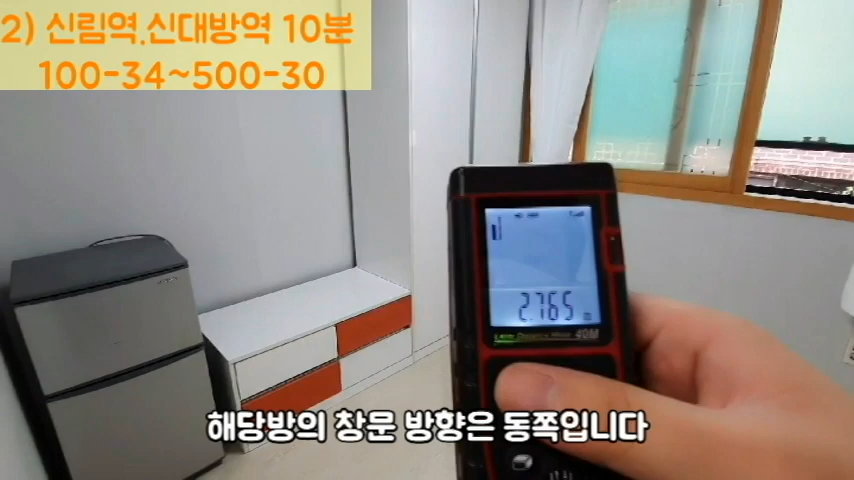 2) 신림역.신대방역 10분
100-34~500-30
2.765
40M
해당방의 창문 방향은 동쪽입니다